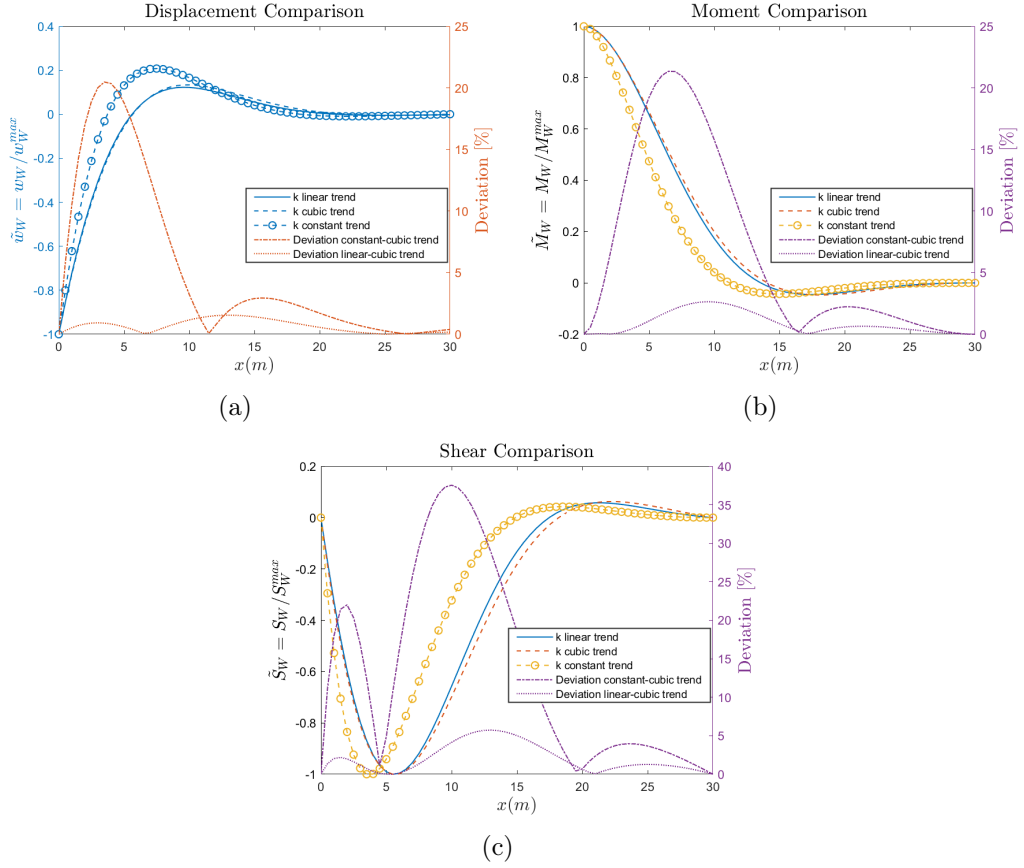 Displacement Comparison
0.4
0.2
0
-0.2
-0.4
-0.6
-0.8
-1
w̃_W = w_W/w_W^{max}
25
20
15
10
5
0
Deviation [%]
k linear trend
k cubic trend
k constant trend
Deviation constant-cubic trend
Deviation linear-cubic trend
0 5 10 15 20 25 30
x(m)
(a)
Moment Comparison
1
0.8
0.6
0.4
0.2
0
-0.2
M̃_W = M_W/M_W^{max}
25
20
15
10
5
0
Deviation [%]
k linear trend
k cubic trend
k constant trend
Deviation constant-cubic trend
Deviation linear-cubic trend
0 5 10 15 20 25 30
x(m)
(b)
Shear Comparison
0.2
0
-0.2
-0.4
-0.6
-0.8
-1
S̃_W = S_W/S_W^{max}
40
35
30
25
20
15
10
5
0
Deviation [%]
k linear trend
k cubic trend
k constant trend
Deviation constant-cubic trend
Deviation linear-cubic trend
0 5 10 15 20 25 30
x(m)
(c)